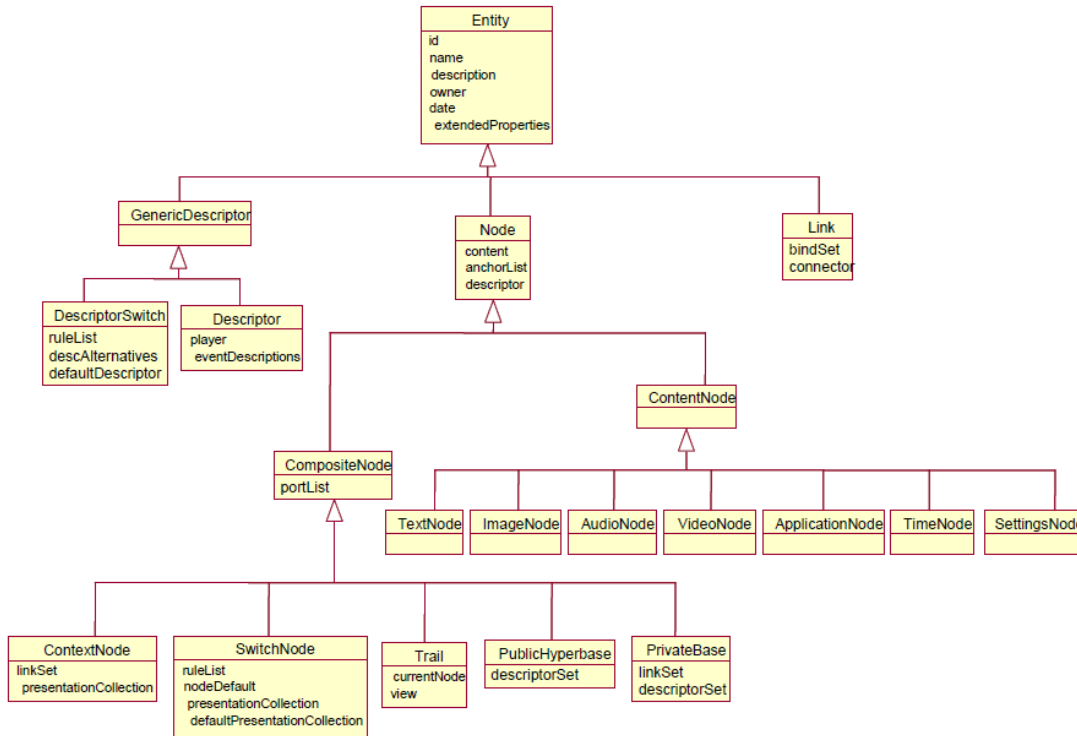 Entity
id
name
description
owner
date
extendedProperties
GenericDescriptor
Node
content
anchorList
descriptor
Link
bindSet
connector
DescriptorSwitch
ruleList
descAlternatives
defaultDescriptor
Descriptor
player
eventDescriptions
ContentNode
CompositeNode
portList
TextNode
ImageNode
AudioNode
VideoNode
ApplicationNode
TimeNode
SettingsNode
ContextNode
linkSet
presentationCollection
SwitchNode
ruleList
nodeDefault
presentationCollection
defaultPresentationCollection
Trail
currentNode
view
PublicHyperbase
descriptorSet
PrivateBase
linkSet
descriptorSet